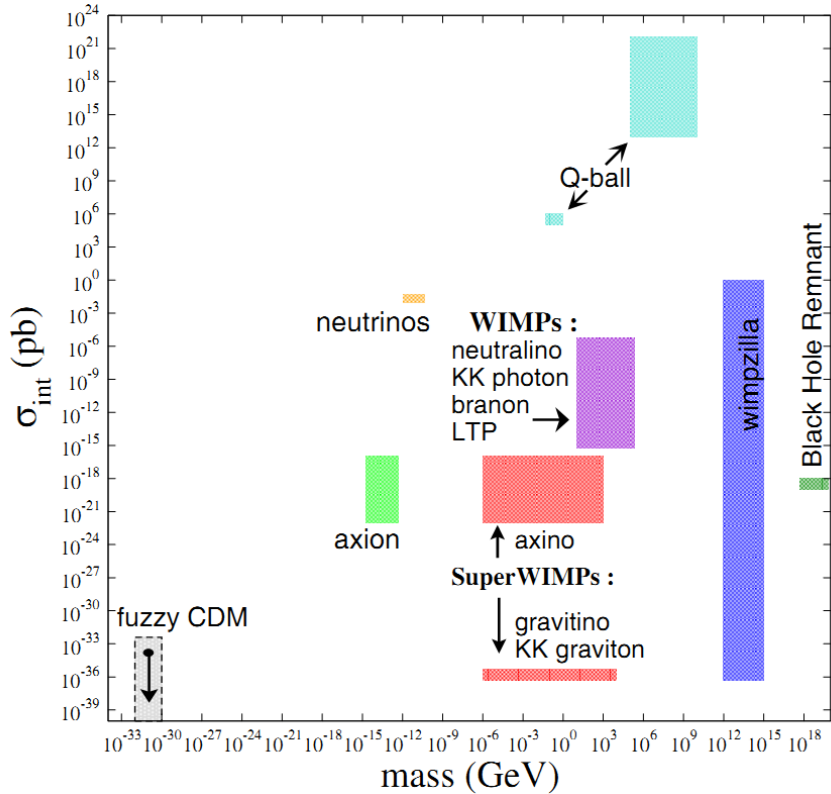 10^24
10^21
10^18
10^15
10^12
10^9
10^6
10^3
10^0
10^-3
10^-6
10^-9
10^-12
10^-15
10^-18
10^-21
10^-24
10^-27
10^-30
10^-33
10^-36
10^-39
σ_int (pb)
Q-ball
neutrinos
WIMPs :
neutralino
KK photon
branon
LTP
wimpzilla
Black Hole Remnant
axion
axino
SuperWIMPs :
gravitino
KK graviton
fuzzy CDM
10^-33 10^-30 10^-27 10^-24 10^-21 10^-18 10^-15 10^-12 10^-9 10^-6 10^-3 10^0 10^3 10^6 10^9 10^12 10^15 10^18
mass (GeV)